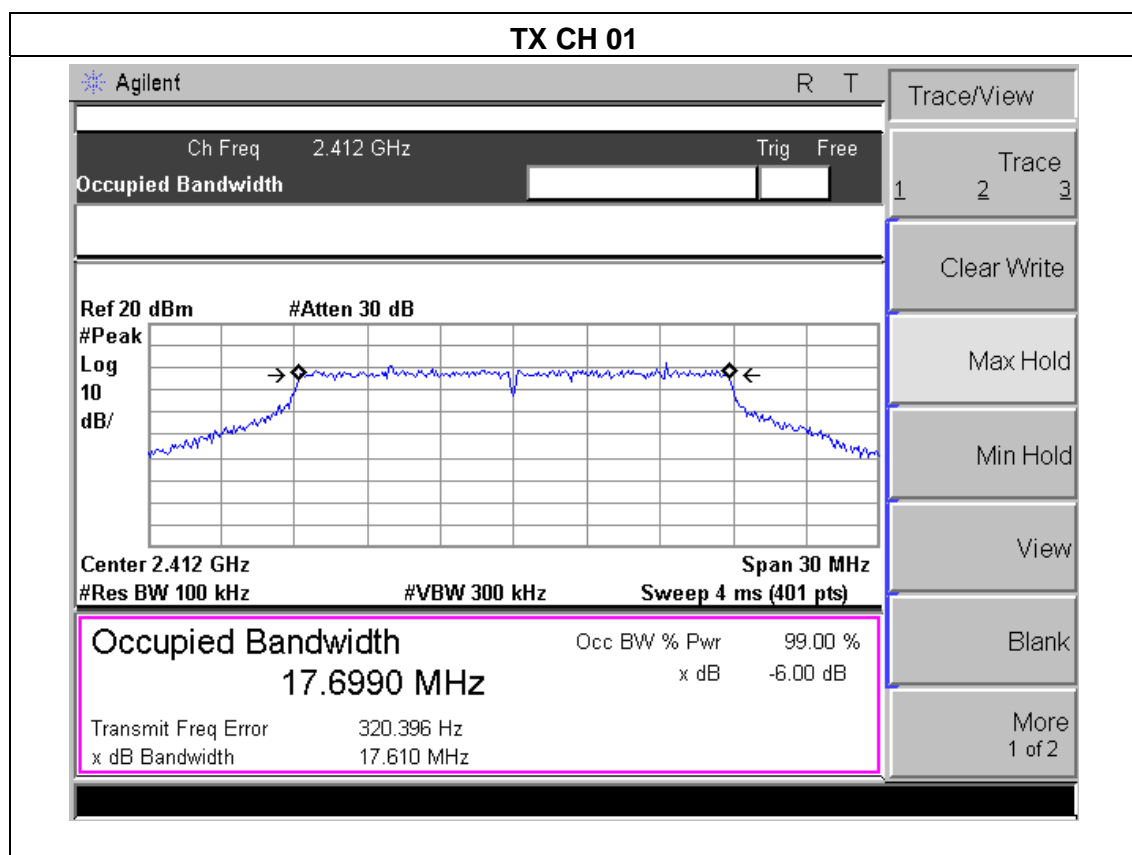 TX CH 01
Agilent R T
Trace/View
Ch Freq 2.412 GHz Trig Free
Occupied Bandwidth
Trace
1 2 3
Clear Write
Ref 20 dBm #Atten 30 dB
#Peak
Log
10
dB/
Max Hold
Min Hold
View
Center 2.412 GHz Span 30 MHz
#Res BW 100 kHz #VBW 300 kHz Sweep 4 ms (401 pts)
Occupied Bandwidth Occ BW % Pwr 99.00 %
17.6990 MHz x dB -6.00 dB
Blank
Transmit Freq Error 320.396 Hz
x dB Bandwidth 17.610 MHz
More
1 of 2